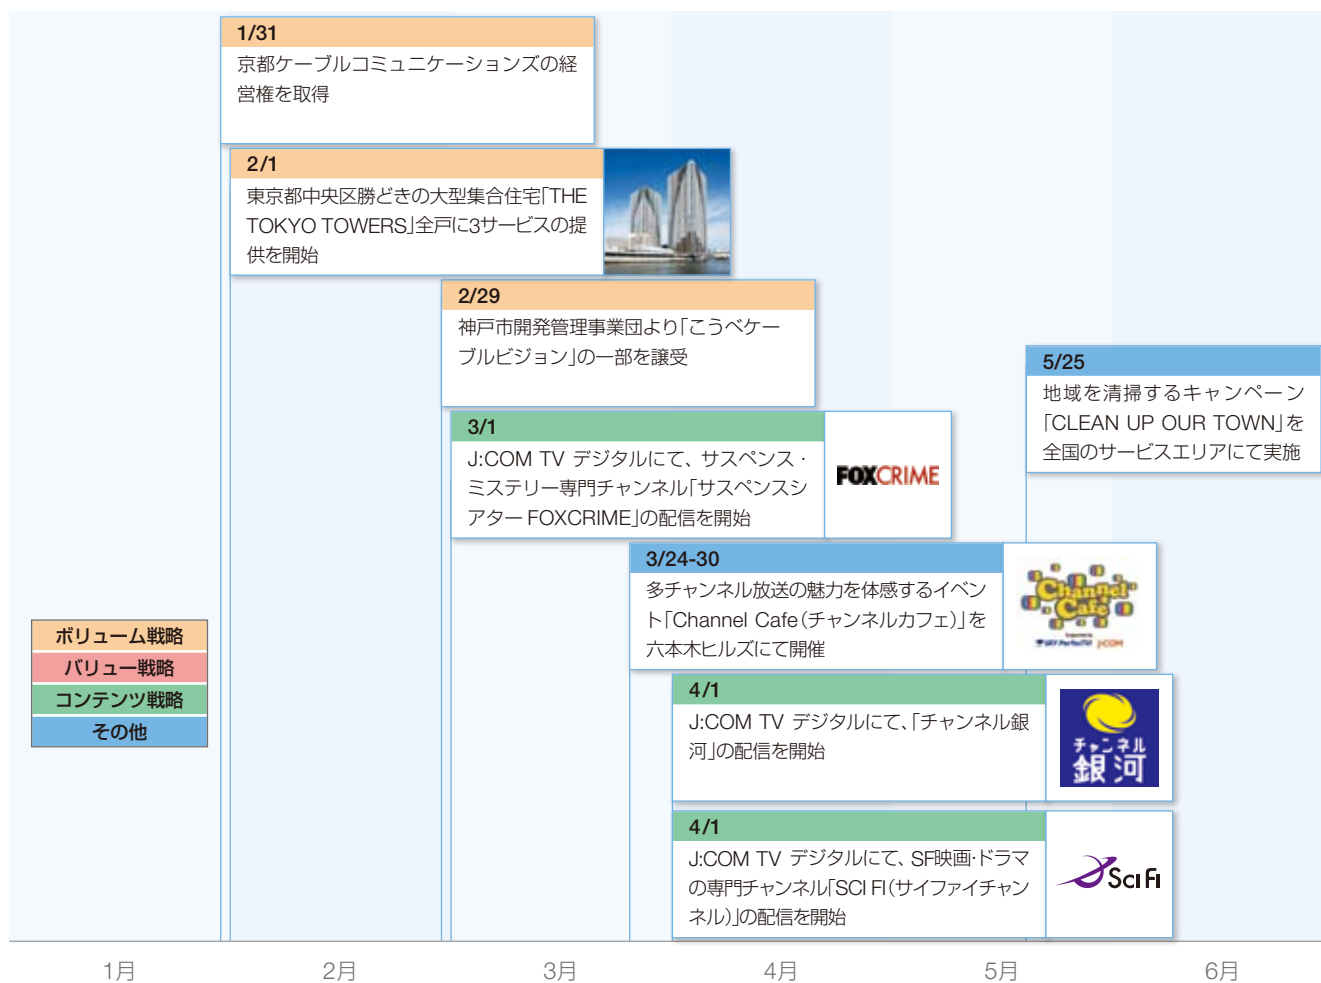 1/31
京都ケーブルコミュニケーションズの経
営権を取得
2/1
東京都中央区勝どきの大型集合住宅「THE
TOKYO TOWERS」全戸に3サービスの提
供を開始
2/29
神戸市開発管理事業団より「こうべケー
ブルビジョン」の一部を譲受
5/25
地域を清掃するキャンペーン
「CLEAN UP OUR TOWN」を
全国のサービスエリアにて実施
3/1
J:COM TV デジタルにて、サスペンス・
ミステリー専門チャンネル「サスペンスシ
アター FOXCRIME」の配信を開始
FOXCRIME
3/24-30
多チャンネル放送の魅力を体感するイベン
ト「Channel Cafe（チャンネルカフェ）」を
六本木ヒルズにて開催
Channel
Cafe
Supported by
SKY PerfecTV! J:COM
ボリューム戦略
バリュー戦略
コンテンツ戦略
その他
4/1
J:COM TV デジタルにて、「チャンネル銀
河」の配信を開始
チャンネル
銀河
4/1
J:COM TV デジタルにて、SF映画・ドラマ
の専門チャンネル「SCI FI（サイファイチャン
ネル）」の配信を開始
SCI FI
1月 2月 3月 4月 5月 6月